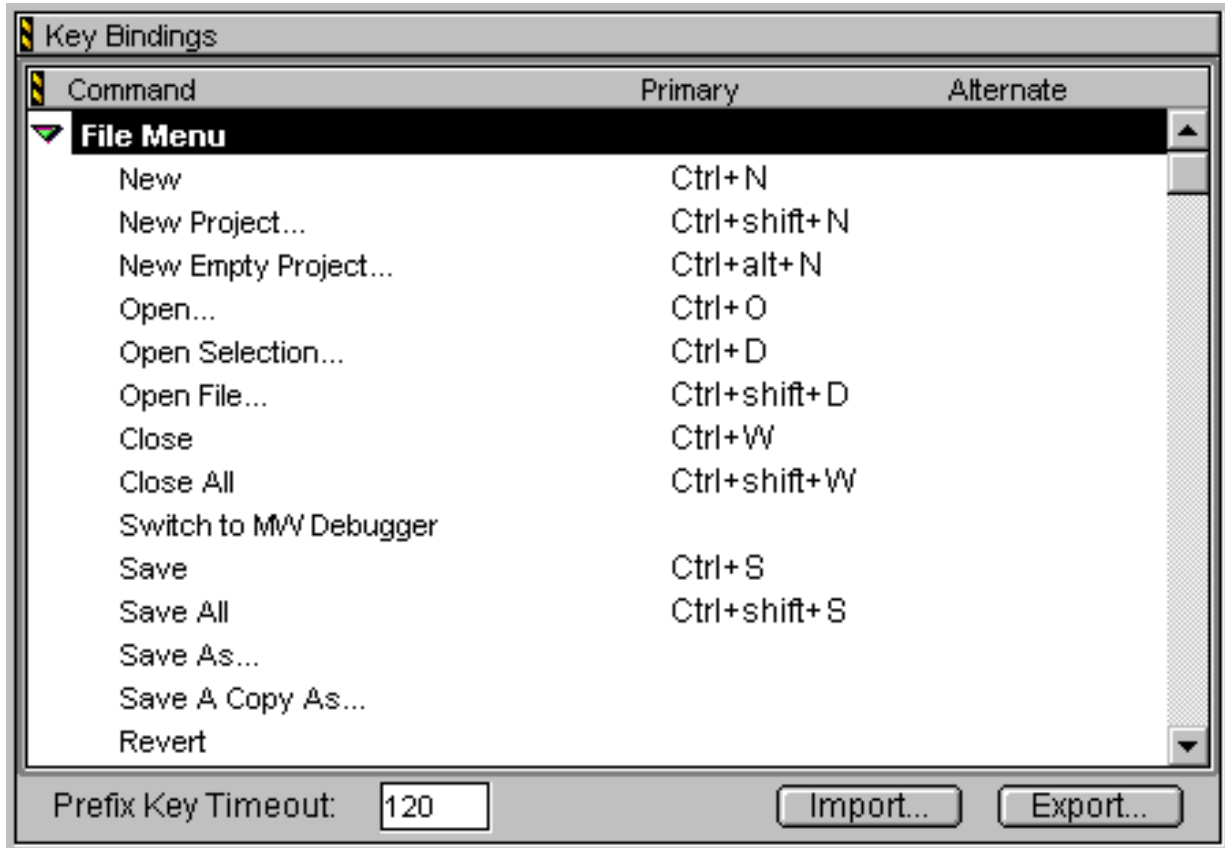 Key Bindings
Command Primary Alternate
File Menu
New Ctrl+N
New Project... Ctrl+shift+N
New Empty Project... Ctrl+alt+N
Open... Ctrl+O
Open Selection... Ctrl+D
Open File... Ctrl+shift+D
Close Ctrl+W
Close All Ctrl+shift+W
Switch to MW Debugger
Save Ctrl+S
Save All Ctrl+shift+S
Save As...
Save A Copy As...
Revert
Prefix Key Timeout: 120 Import... Export...